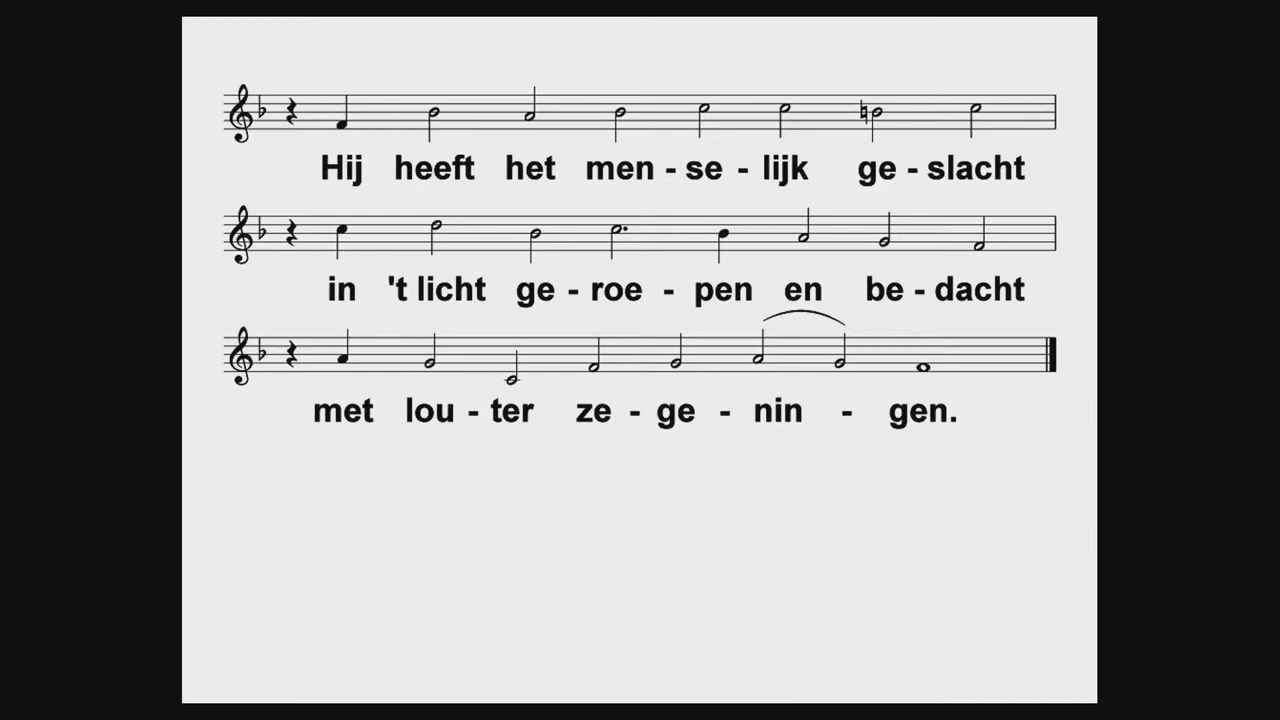 Hij heeft het men - se - lijk ge - slacht
in 't licht ge - roe - pen en be - dacht
met lou - ter ze - ge - nin - gen.